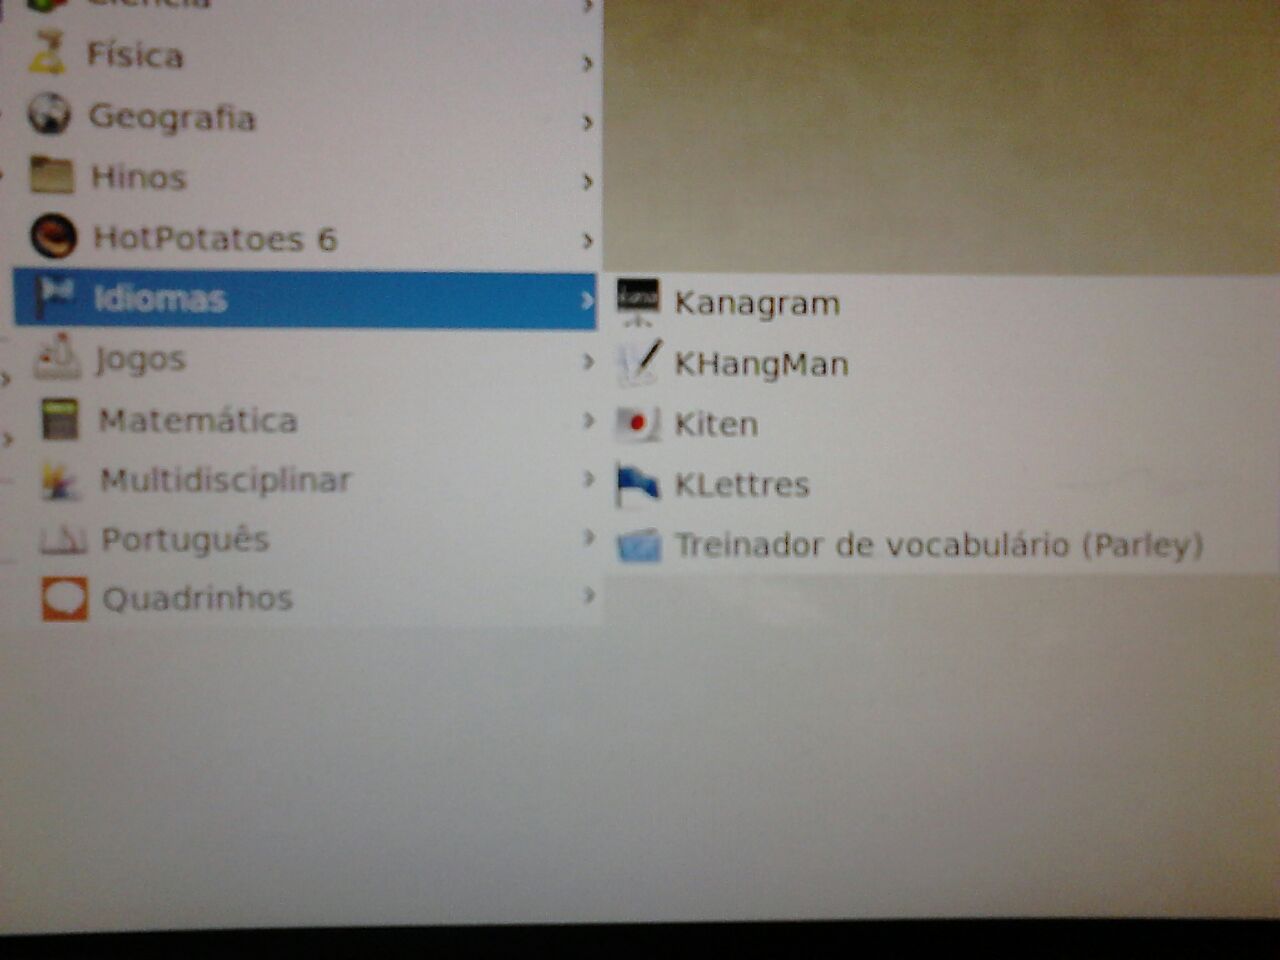 Ciência
Física
Geografia
Hinos
HotPotatoes 6
Idiomas
Jogos
Matemática
Multidisciplinar
Português
Quadrinhos
Kanagram
KHangMan
Kiten
KLettres
Treinador de vocabulário (Parley)